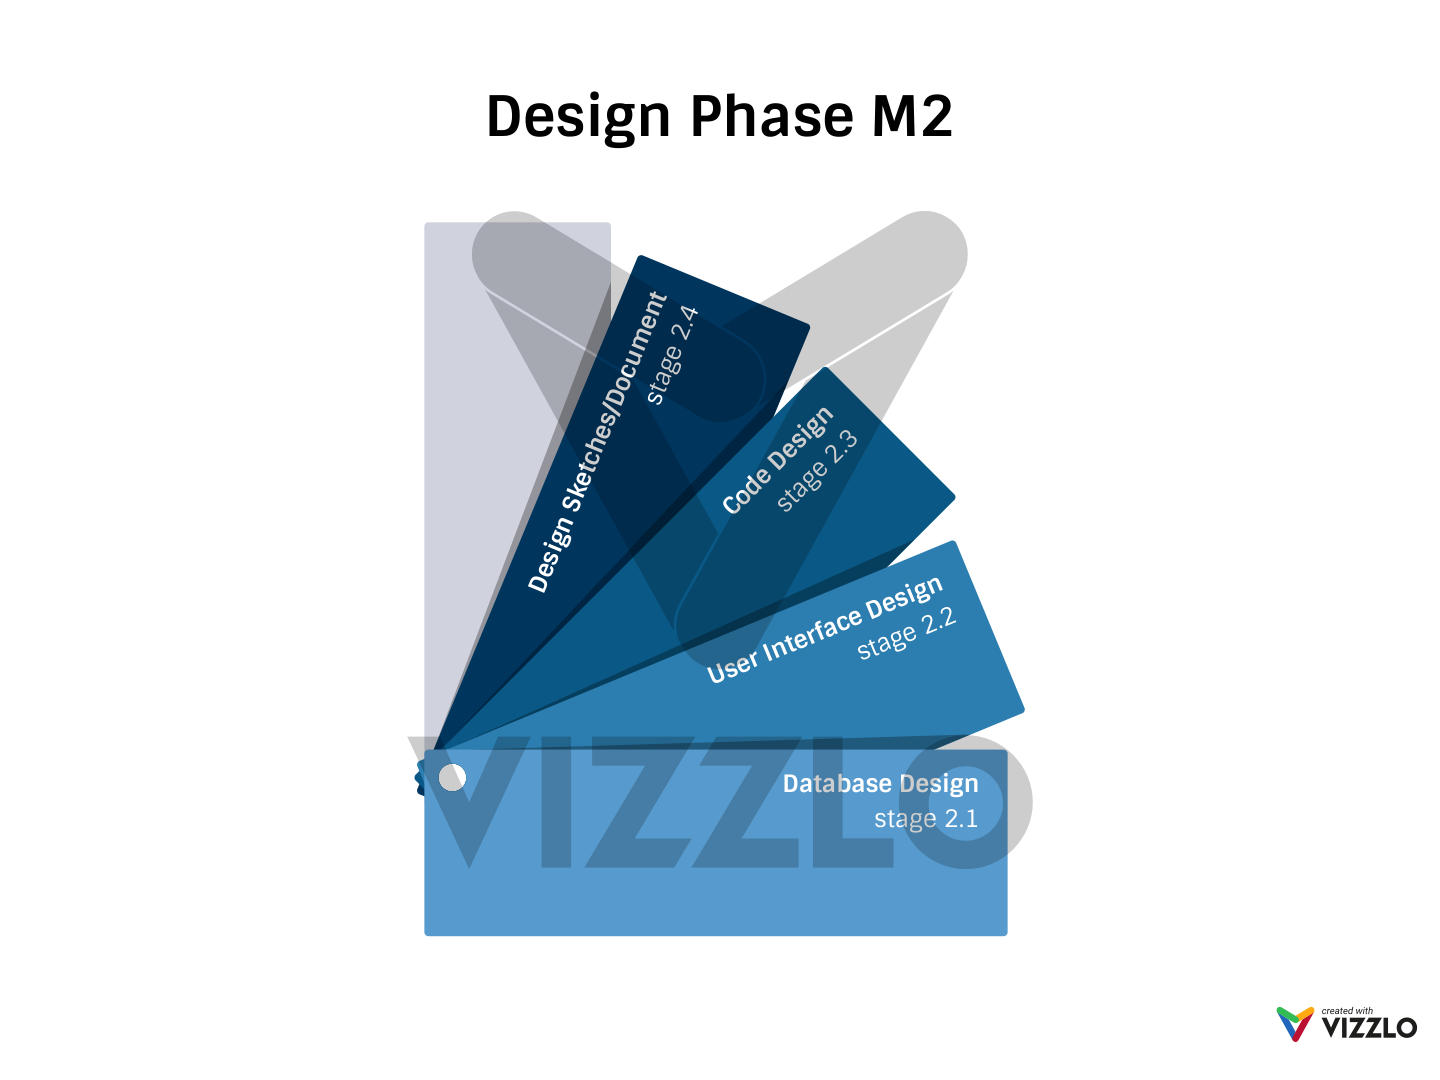 Design Phase M2
Design Sketches/Document
stage 2.4
Code Design
stage 2.3
User Interface Design
stage 2.2
Database Design
stage 2.1
VIZZLO
created with
VIZZLO